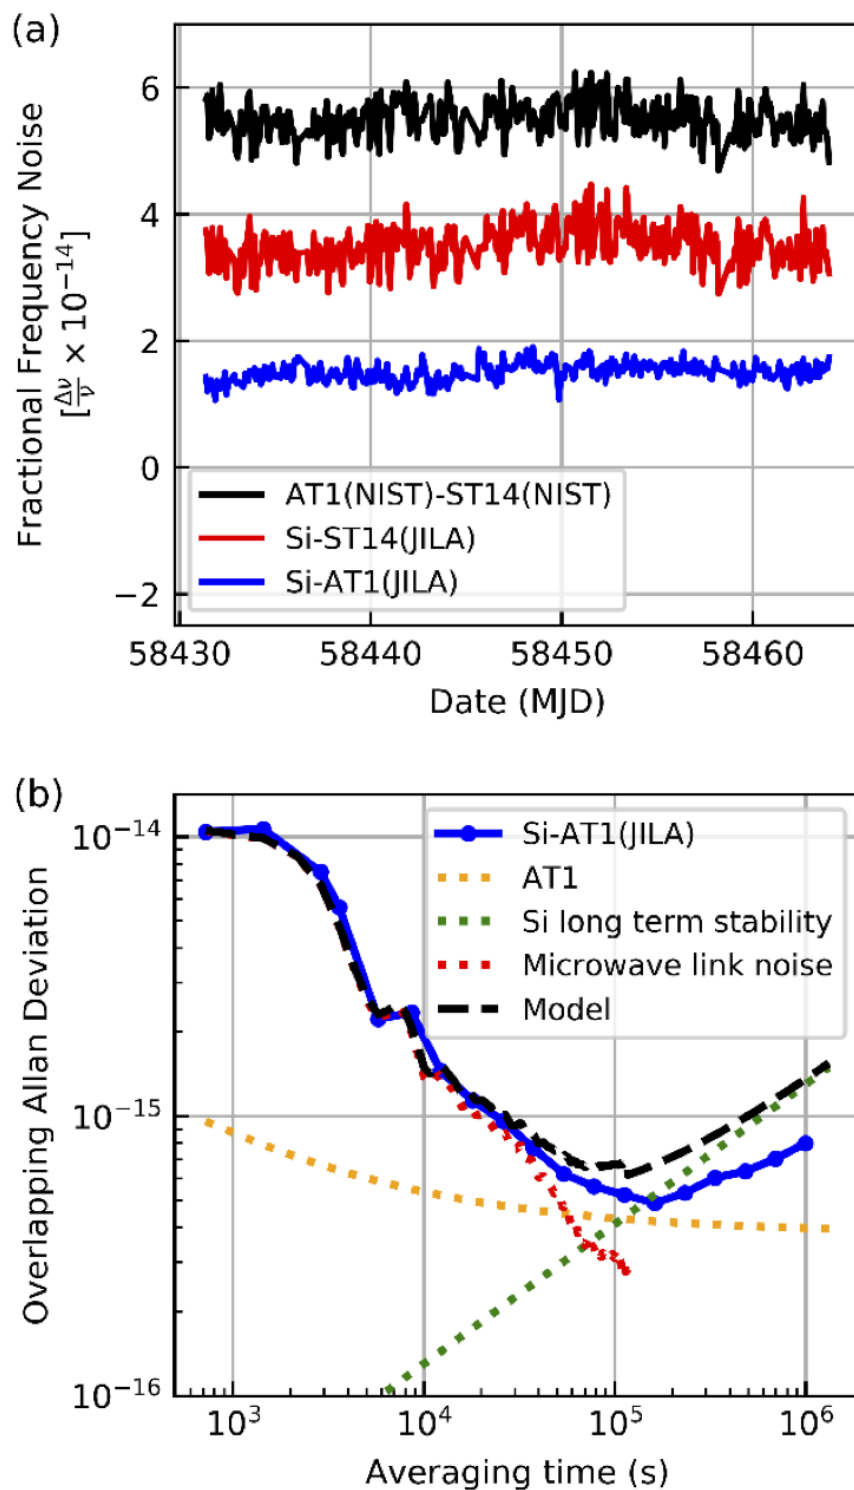 (a)
Fractional Frequency Noise
[Δν/ν × 10⁻¹⁴]
6
4
2
0
−2
AT1(NIST)-ST14(NIST)
Si-ST14(JILA)
Si-AT1(JILA)
58430 58440 58450 58460
Date (MJD)
(b)
Overlapping Allan Deviation
10⁻¹⁴
10⁻¹⁵
10⁻¹⁶
Si-AT1(JILA)
AT1
Si long term stability
Microwave link noise
Model
10³ 10⁴ 10⁵ 10⁶
Averaging time (s)